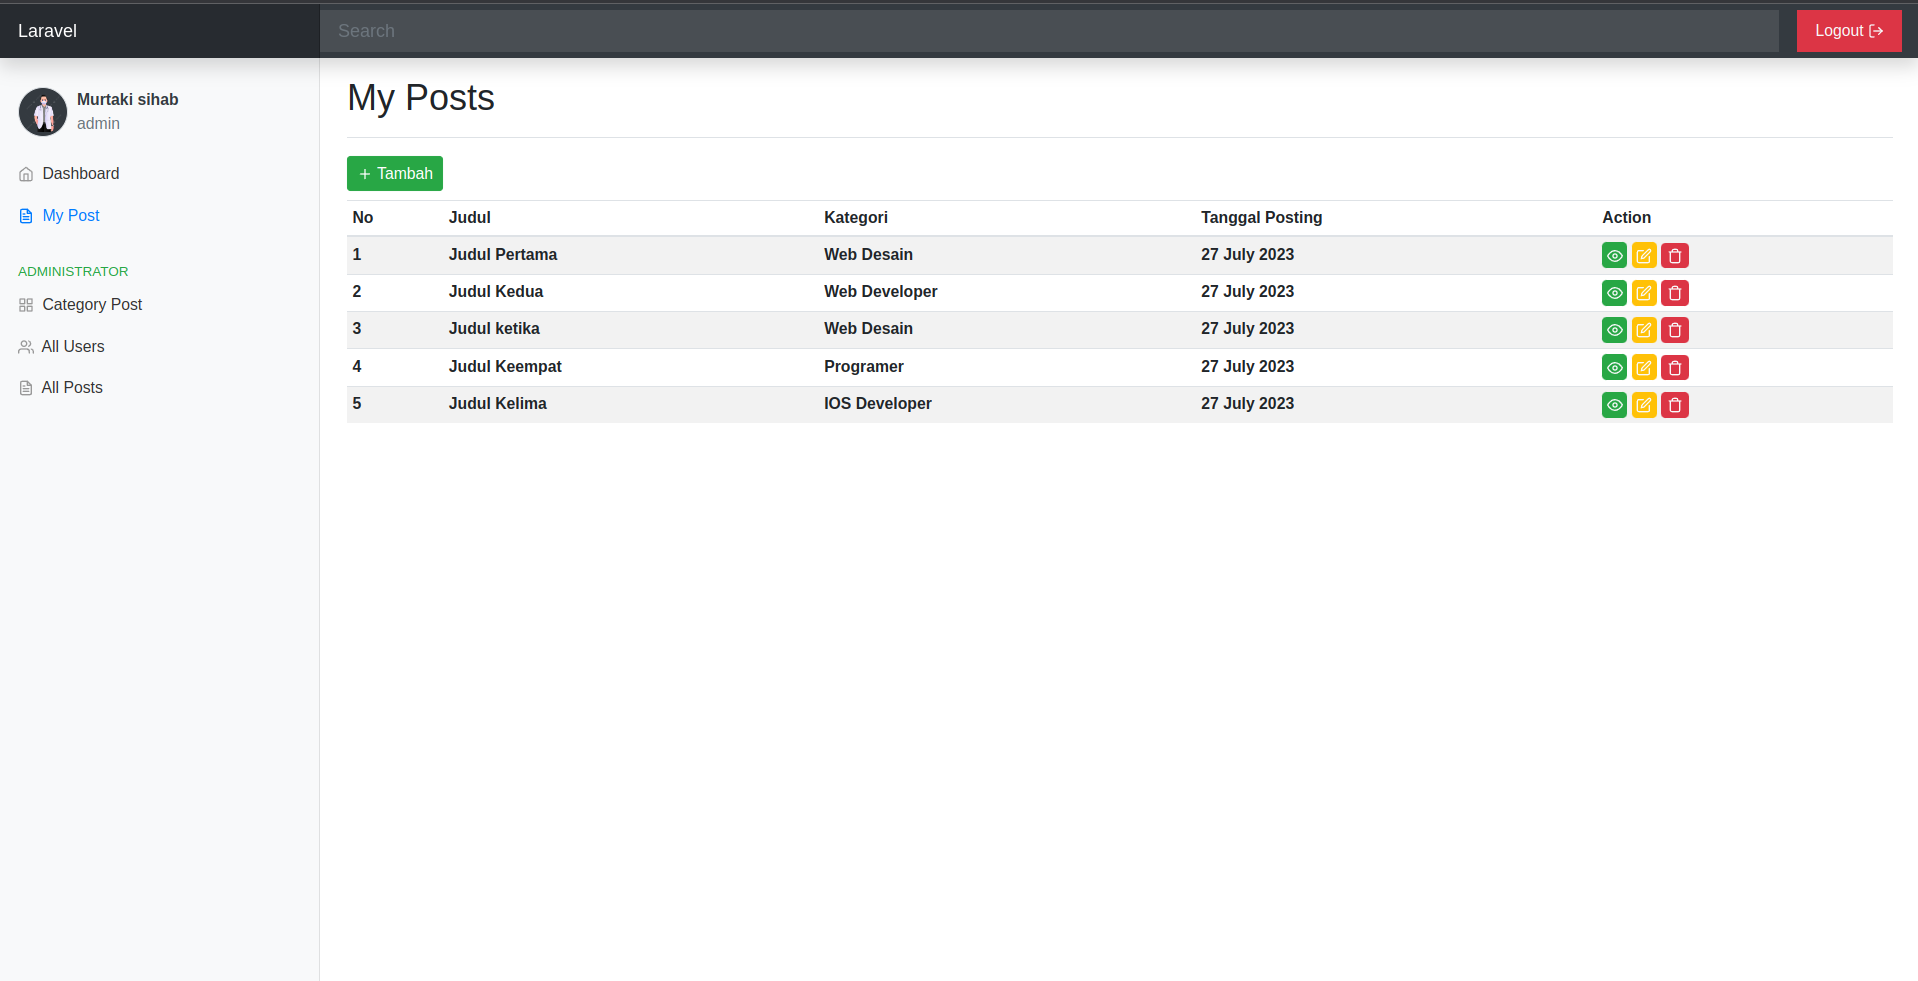 Laravel Search Logout
Murtaki sihab
admin
Dashboard
My Post
ADMINISTRATOR
Category Post
All Users
All Posts
My Posts
+ Tambah
No Judul Kategori Tanggal Posting Action
1 Judul Pertama Web Desain 27 July 2023
2 Judul Kedua Web Developer 27 July 2023
3 Judul ketika Web Desain 27 July 2023
4 Judul Keempat Programer 27 July 2023
5 Judul Kelima IOS Developer 27 July 2023